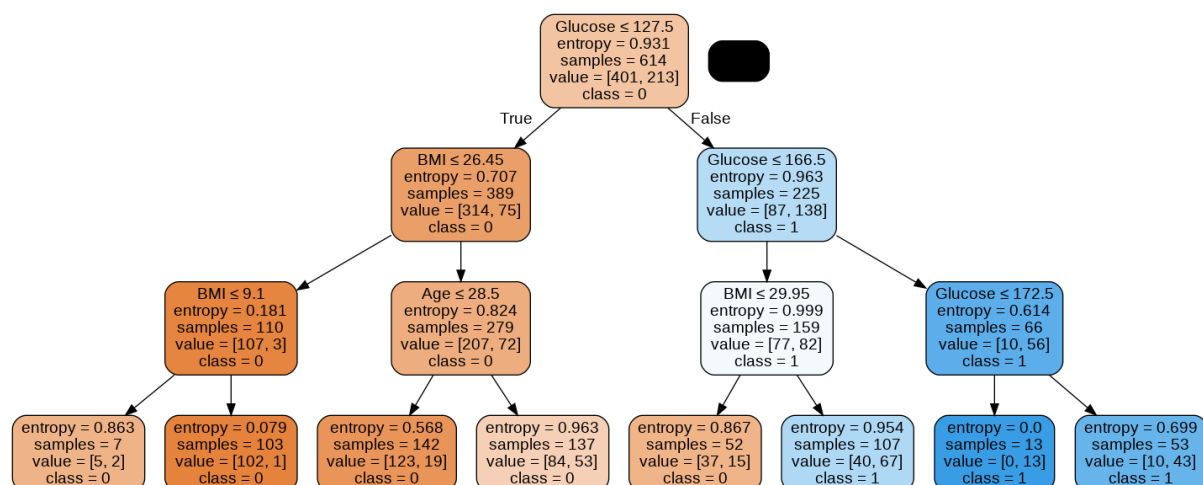 Glucose ≤ 127.5
entropy = 0.931
samples = 614
value = [401, 213]
class = 0
True
False
BMI ≤ 26.45
entropy = 0.707
samples = 389
value = [314, 75]
class = 0
Glucose ≤ 166.5
entropy = 0.963
samples = 225
value = [87, 138]
class = 1
BMI ≤ 9.1
entropy = 0.181
samples = 110
value = [107, 3]
class = 0
Age ≤ 28.5
entropy = 0.824
samples = 279
value = [207, 72]
class = 0
BMI ≤ 29.95
entropy = 0.999
samples = 159
value = [77, 82]
class = 1
Glucose ≤ 172.5
entropy = 0.614
samples = 66
value = [10, 56]
class = 1
entropy = 0.863
samples = 7
value = [5, 2]
class = 0
entropy = 0.079
samples = 103
value = [102, 1]
class = 0
entropy = 0.568
samples = 142
value = [123, 19]
class = 0
entropy = 0.963
samples = 137
value = [84, 53]
class = 0
entropy = 0.867
samples = 52
value = [37, 15]
class = 0
entropy = 0.954
samples = 107
value = [40, 67]
class = 1
entropy = 0.0
samples = 13
value = [0, 13]
class = 1
entropy = 0.699
samples = 53
value = [10, 43]
class = 1